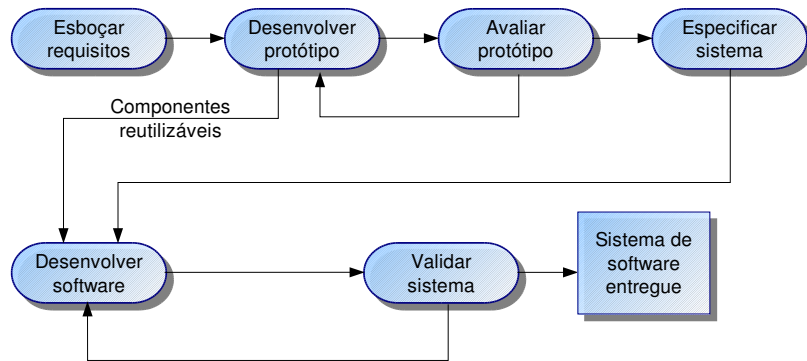 Esboçar
requisitos
Desenvolver
protótipo
Avaliar
protótipo
Especificar
sistema
Componentes
reutilizáveis
Desenvolver
software
Validar
sistema
Sistema de
software
entregue